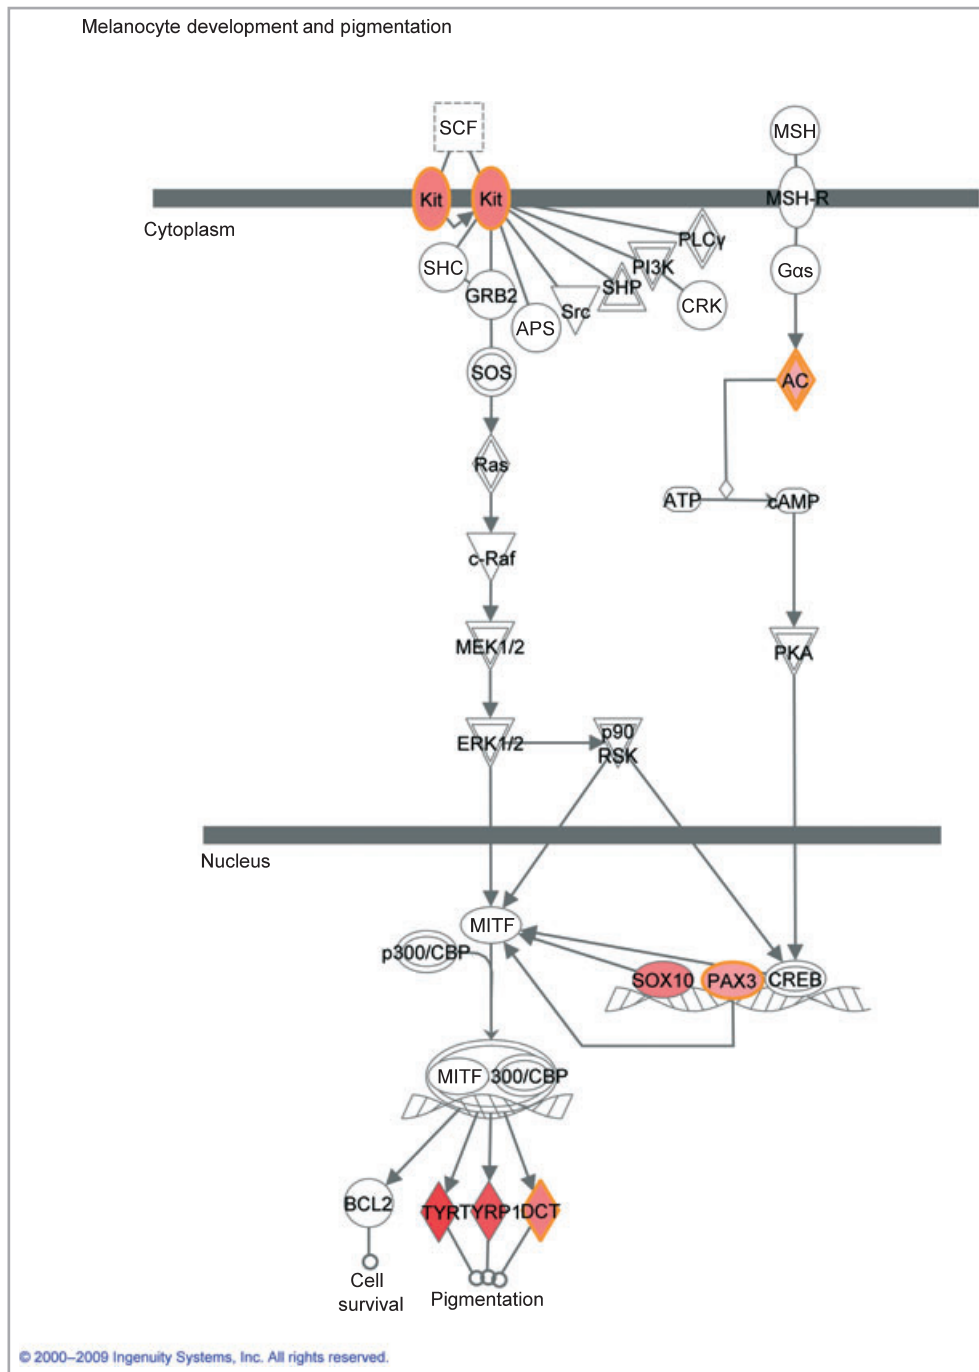 Melanocyte development and pigmentation
SCF
MSH
Kit
Kit
MSH-R
Cytoplasm
PLCγ
SHC
PI3K
Gαs
GRB2
SHP
Src
CRK
APS
SOS
AC
Ras
ATP
cAMP
c-Raf
MEK1/2
PKA
ERK1/2
p90
RSK
Nucleus
MITF
p300/CBP
SOX10
PAX3
CREB
MITF
300/CBP
BCL2
TYR
TYRP1
DCT
Cell
survival
Pigmentation
© 2000–2009 Ingenuity Systems, Inc. All rights reserved.